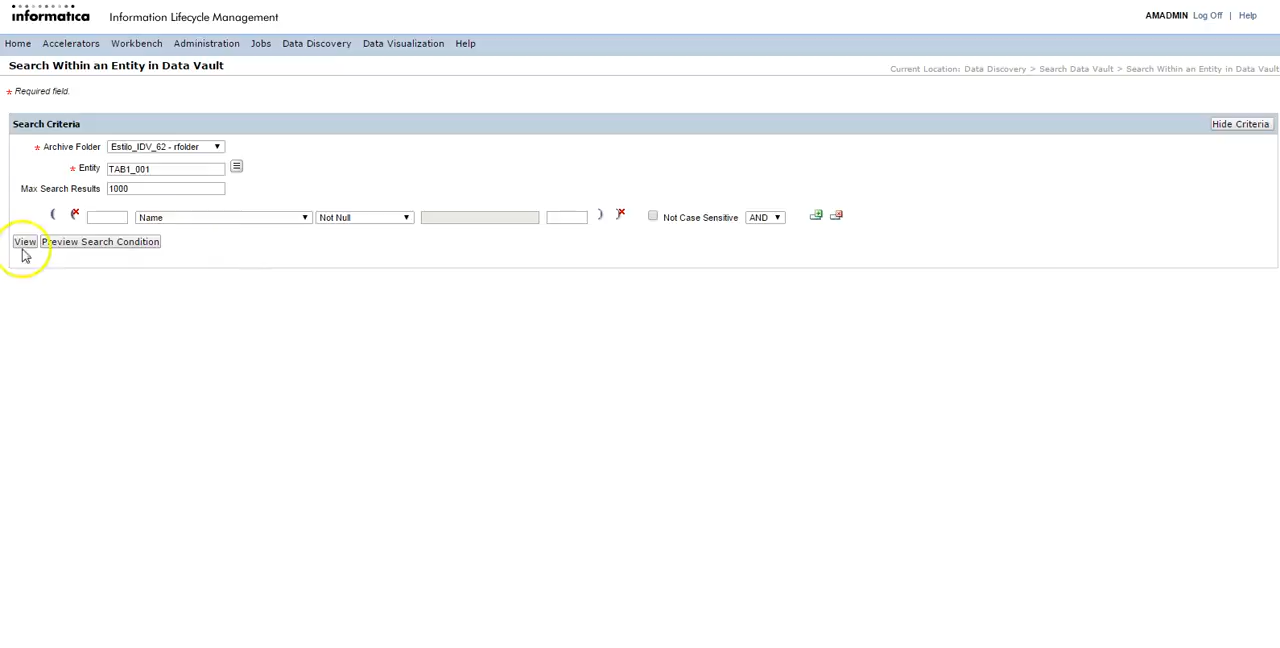 informatica Information Lifecycle Management AMADMIN Log Off | Help
Home Accelerators Workbench Administration Jobs Data Discovery Data Visualization Help
Search Within an Entity in Data Vault Current Location: Data Discovery > Search Data Vault > Search Within an Entity in Data Vault
* Required field.
Search Criteria Hide Criteria
* Archive Folder Estilo_IDV_62 - rfolder
* Entity TAB1_001
Max Search Results 1000
( ( Name Not Null ) ) Not Case Sensitive AND
View Preview Search Condition